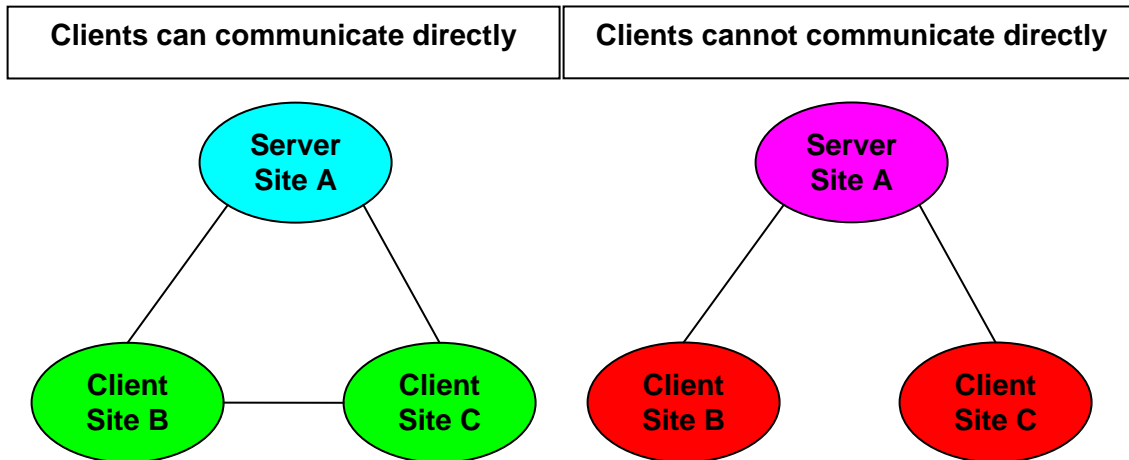 Clients can communicate directly
Clients cannot communicate directly
Server
Site A
Server
Site A
Client
Site B
Client
Site C
Client
Site B
Client
Site C